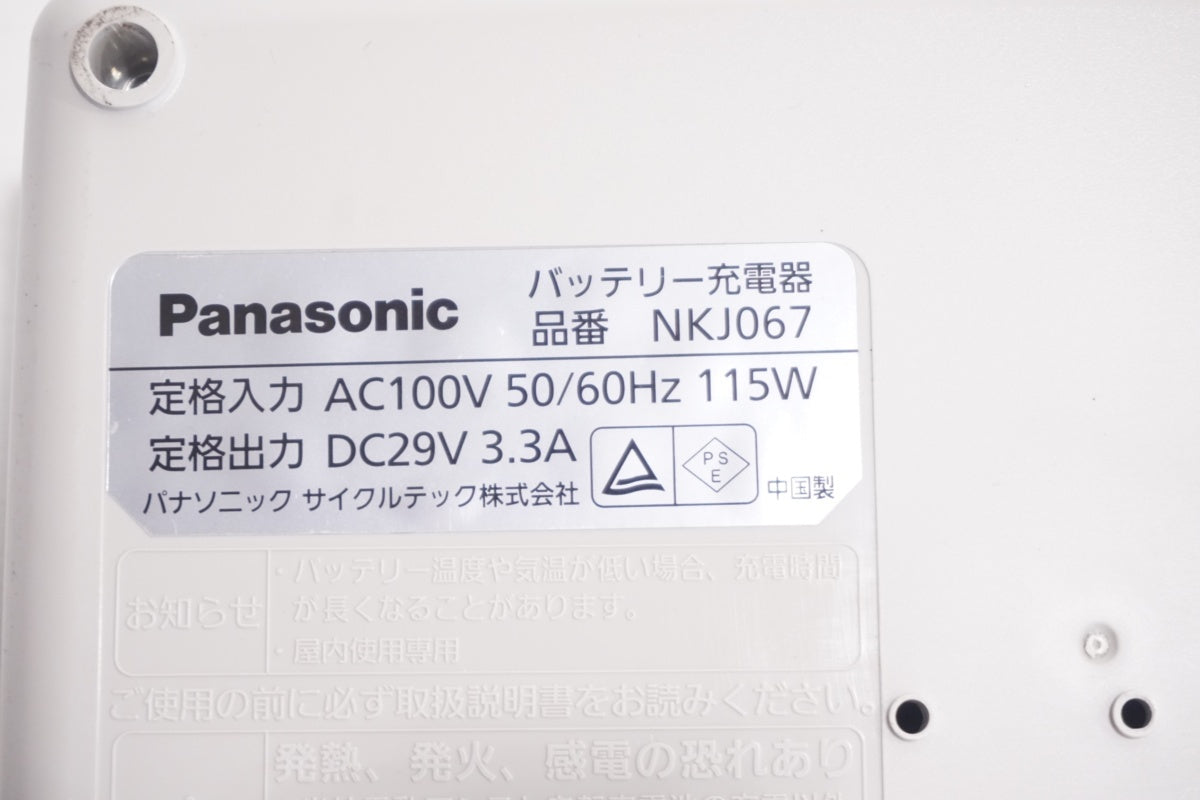 Panasonic
バッテリー充電器
品番 NKJ067
定格入力 AC100V 50/60Hz 115W
定格出力 DC29V 3.3A
PS
E
パナソニック サイクルテック株式会社
中国製
お知らせ
・バッテリー温度や気温が低い場合、充電時間
が長くなることがあります。
・屋内使用専用
ご使用の前に必ず取扱説明書をお読みください。
発熱、発火、感電の恐れあり